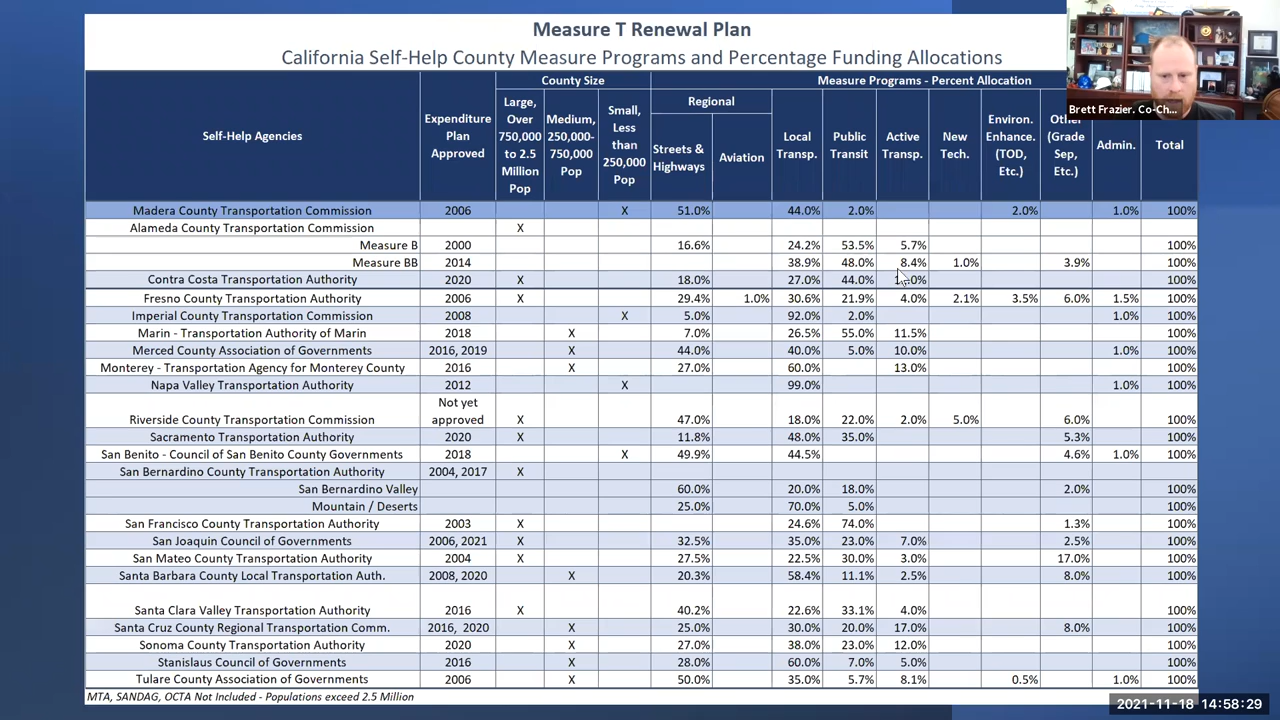 Measure T Renewal Plan
California Self-Help County Measure Programs and Percentage Funding Allocations
Self-Help Agencies
Expenditure Plan Approved
County Size
Large, Over 750,000 to 2.5 Million Pop
Medium, 250,000-750,000 Pop
Small, Less than 250,000 Pop
Measure Programs - Percent Allocation
Regional
Streets & Highways
Aviation
Local Transp.
Public Transit
Active Transp.
New Tech.
Environ. Enhance. (TOD, Etc.)
(Grade Sep, Etc.)
Admin.
Total
Brett Frazier. Co-Ch...
Madera County Transportation Commission 2006 X 51.0% 44.0% 2.0% 2.0% 1.0% 100%
Alameda County Transportation Commission X
Measure B 2000 16.6% 24.2% 53.5% 5.7% 100%
Measure BB 2014 38.9% 48.0% 8.4% 1.0% 3.9% 100%
Contra Costa Transportation Authority 2020 X 18.0% 27.0% 44.0% 100%
Fresno County Transportation Authority 2006 X 29.4% 1.0% 30.6% 21.9% 4.0% 2.1% 3.5% 6.0% 1.5% 100%
Imperial County Transportation Commission 2008 X 5.0% 92.0% 2.0% 1.0% 100%
Marin - Transportation Authority of Marin 2018 X 7.0% 26.5% 55.0% 11.5% 100%
Merced County Association of Governments 2016, 2019 X 44.0% 40.0% 5.0% 10.0% 1.0% 100%
Monterey - Transportation Agency for Monterey County 2016 X 27.0% 60.0% 13.0% 100%
Napa Valley Transportation Authority 2012 X 99.0% 1.0% 100%
Riverside County Transportation Commission Not yet approved X 47.0% 18.0% 22.0% 2.0% 5.0% 6.0% 100%
Sacramento Transportation Authority 2020 X 11.8% 48.0% 35.0% 5.3% 100%
San Benito - Council of San Benito County Governments 2018 X 49.9% 44.5% 4.6% 1.0% 100%
San Bernardino County Transportation Authority 2004, 2017 X
San Bernardino Valley 60.0% 20.0% 18.0% 2.0% 100%
Mountain / Deserts 25.0% 70.0% 5.0% 100%
San Francisco County Transportation Authority 2003 X 24.6% 74.0% 1.3% 100%
San Joaquin Council of Governments 2006, 2021 X 32.5% 35.0% 23.0% 7.0% 2.5% 100%
San Mateo County Transportation Authority 2004 X 27.5% 22.5% 30.0% 3.0% 17.0% 100%
Santa Barbara County Local Transportation Auth. 2008, 2020 X 20.3% 58.4% 11.1% 2.5% 8.0% 100%
Santa Clara Valley Transportation Authority 2016 X 40.2% 22.6% 33.1% 4.0% 100%
Santa Cruz County Regional Transportation Comm. 2016, 2020 X 25.0% 30.0% 20.0% 17.0% 8.0% 100%
Sonoma County Transportation Authority 2020 X 27.0% 38.0% 23.0% 12.0% 100%
Stanislaus Council of Governments 2016 X 28.0% 60.0% 7.0% 5.0% 100%
Tulare County Association of Governments 2006 X 50.0% 35.0% 5.7% 8.1% 0.5% 1.0% 100%
MTA, SANDAG, OCTA Not Included - Populations exceed 2.5 Million
2021-11-18 14:58:29